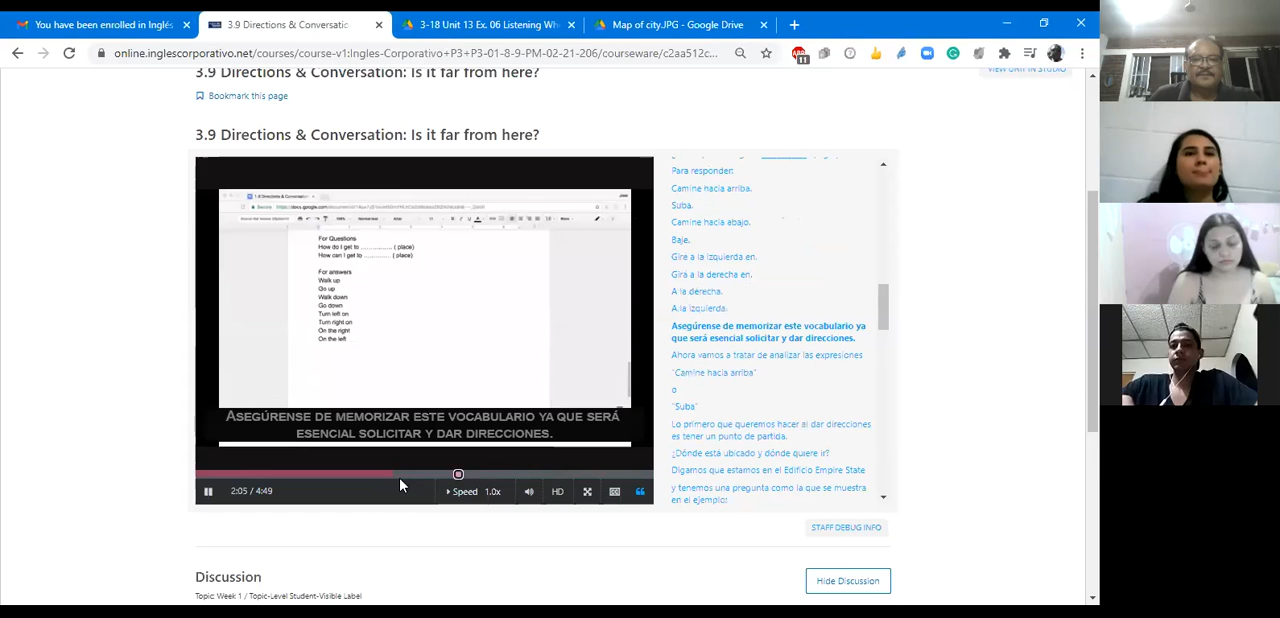 You have been enrolled in Inglés
3.9 Directions & Conversatic
3-18 Unit 13 Ex. 06 Listening Wh
Map of city.JPG - Google Drive
online.inglescorporativo.net/courses/course-v1:Ingles-Corporativo+P3+P3-01-8-9-PM-02-21-206/courseware/c2aa512c...
11
3.9 Directions & Conversation: Is it far from here?
VIEW UNIT IN STUDIO
Bookmark this page
3.9 Directions & Conversation: Is it far from here?
For Questions
How do I get to ................ ( place)
How can I get to ............ ( place)
For answers
Walk up
Go up
Walk down
Go down
Turn left on
Turn right on
On the right
On the left
ASEGÚRENSE DE MEMORIZAR ESTE VOCABULARIO YA QUE SERÁ
ESENCIAL SOLICITAR Y DAR DIRECCIONES.
2:05 / 4:49
Speed 1.0x
HD
Para responder:
Camine hacia arriba.
Suba.
Camine hacia abajo.
Baje.
Gire a la izquierda en.
Gira a la derecha en.
A la derecha.
A la izquierda.
Asegúrense de memorizar este vocabulario ya
que será esencial solicitar y dar direcciones.
Ahora vamos a tratar de analizar las expresiones
"Camine hacia arriba"
o
"Suba"
Lo primero que queremos hacer al dar direcciones
es tener un punto de partida.
¿Dónde está ubicado y dónde quiere ir?
Digamos que estamos en el Edificio Empire State
y tenemos una pregunta como la que se muestra
en el ejemplo:
STAFF DEBUG INFO
Discussion
Hide Discussion
Topic: Week 1 / Topic-Level Student-Visible Label